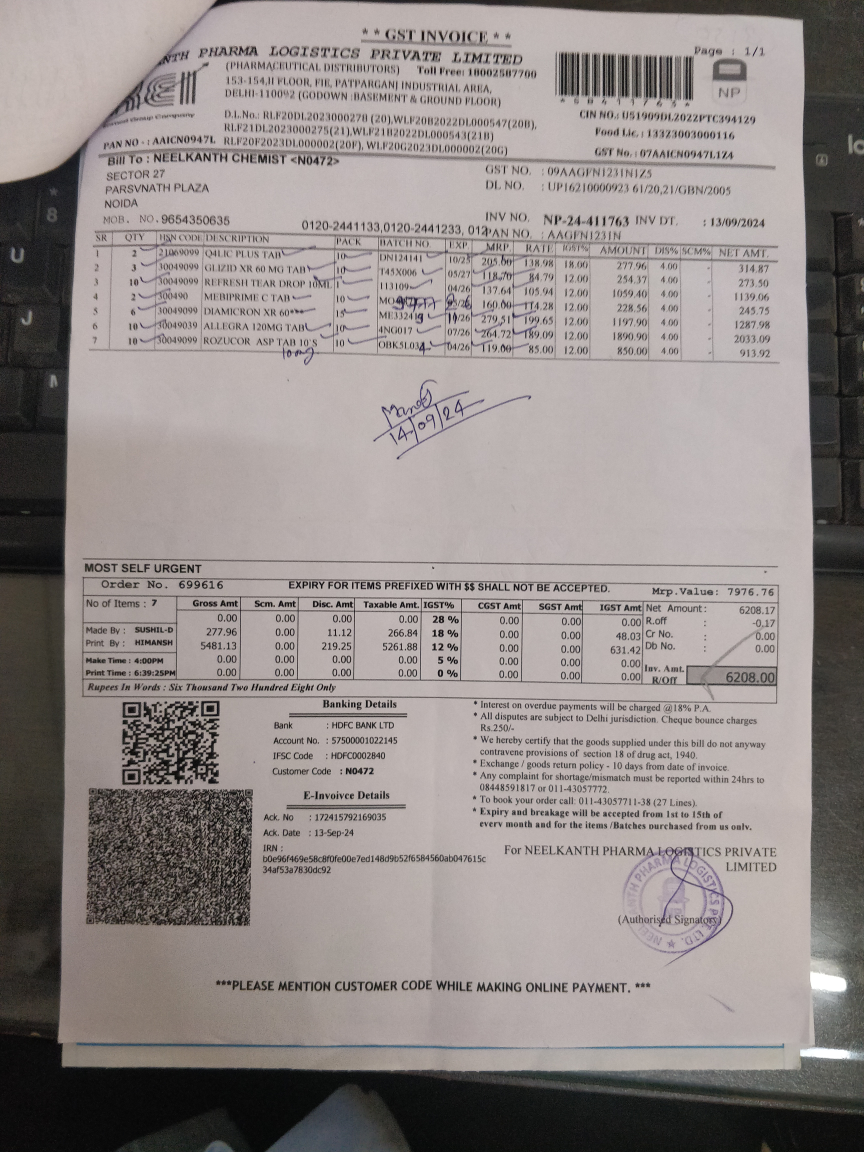 * * GST INVOICE * *
Page : 1/1
PHARMA LOGISTICS PRIVATE LIMITED
(PHARMACEUTICAL DISTRIBUTORS) Toll Free: 18002587700
153-154,II FLOOR, FIE, PATPARGANJ INDUSTRIAL AREA,
DELHI-110092 (GODOWN :BASEMENT & GROUND FLOOR)
NP
D.L.No.: RLF20DL2023000278 (20),WLF20B2022DL000547(20B),
RLF21DL2023000275(21),WLF21B2022DL000543(21B)
RLF20F2023DL000002(20F), WLF20G2023DL000002(20G)
PAN NO - : AAICN0947L
CIN NO.: U51909DL2022PTC394129
Food Lic.: 13323003000116
GST No.: 07AAICN0947L1Z4
Bill To : NEELKANTH CHEMIST <N0472>
SECTOR 27
PARSVNATH PLAZA
NOIDA
MOB. NO. 9654350635
0120-2441133,0120-2441233, 012
GST NO. : 09AAGFN1231N1Z5
DL NO. : UP16210000923 61/20,21/GBN/2005
INV NO. NP-24-411763 INV DT. : 13/09/2024
PAN NO. : AAGFN1231N
SR QTY HSN CODE DESCRIPTION PACK BATCH NO. EXP. MRP. RATE IGST% AMOUNT DIS% SCM% NET AMT.
1 2 21069099 Q4LIC PLUS TAB 10 DN124141 10/25 205.00 138.98 18.00 277.96 4.00 - 314.87
2 3 30049099 GLIZID XR 60 MG TAB 10 T45X006 05/27 118.70 84.79 12.00 254.37 4.00 - 273.50
3 10 30049099 REFRESH TEAR DROP 10ML 1 113109 04/26 137.64 105.94 12.00 1059.40 4.00 - 1139.06
4 2 300490 MEBIPRIME C TAB 10 160.00 114.28 12.00 228.56 4.00 - 245.75
5 6 30049099 DIAMICRON XR 60*** 15 279.51 199.65 12.00 1197.90 4.00 - 1287.98
6 10 30049039 ALLEGRA 120MG TAB 10 4NG017 07/26 264.72 189.09 12.00 1890.90 4.00 - 2033.09
7 10 30049099 ROZUCOR ASP TAB 10'S 10 OBK5L034 04/26 119.00 85.00 12.00 850.00 4.00 - 913.92
10mg
14/09/24
MOST SELF URGENT
Order No. 699616 EXPIRY FOR ITEMS PREFIXED WITH $$ SHALL NOT BE ACCEPTED. Mrp.Value: 7976.76
No of Items : 7
Gross Amt Scm. Amt Disc. Amt Taxable Amt. IGST% CGST Amt SGST Amt IGST Amt
0.00 0.00 0.00 0.00 28 % 0.00 0.00 0.00
277.96 0.00 11.12 266.84 18 % 0.00 0.00 48.03
5481.13 0.00 219.25 5261.88 12 % 0.00 0.00 631.42
0.00 0.00 0.00 0.00 5 % 0.00 0.00 0.00
0.00 0.00 0.00 0.00 0 % 0.00 0.00 0.00
Made By : SUSHIL-D
Print By : HIMANSH
Make Time : 4:00PM
Print Time : 6:39:25PM
Net Amount : 6208.17
R.off : -0.17
Cr No. : 0.00
Db No. : 0.00
Inv. Amt. R/Off 6208.00
Rupees In Words : Six Thousand Two Hundred Eight Only
Banking Details
Bank : HDFC BANK LTD
Account No. : 57500001022145
IFSC Code : HDFC0002840
Customer Code : N0472
E-Involvce Details
Ack. No : 172415792169035
Ack. Date : 13-Sep-24
IRN :
b0e96f469e58c8f0fe00e7ed148d9b52f6584560ab047615c
34af53a7830dc92
* Interest on overdue payments will be charged @18% P.A.
* All disputes are subject to Delhi jurisdiction. Cheque bounce charges
Rs.250/-
* We hereby certify that the goods supplied under this bill do not anyway
contravene provisions of section 18 of drug act, 1940.
* Exchange / goods return policy - 10 days from date of invoice.
* Any complaint for shortage/mismatch must be reported within 24hrs to
08448591817 or 011-43057772.
* To book your order call: 011-43057711-38 (27 Lines).
* Expiry and breakage will be accepted from 1st to 15th of
every month and for the items /Batches purchased from us only.
For NEELKANTH PHARMA LOGISTICS PRIVATE
LIMITED
NEELKANTH PHARMA LOGISTICS PVT. LTD.
(Authorised Signatory)
***PLEASE MENTION CUSTOMER CODE WHILE MAKING ONLINE PAYMENT. ***